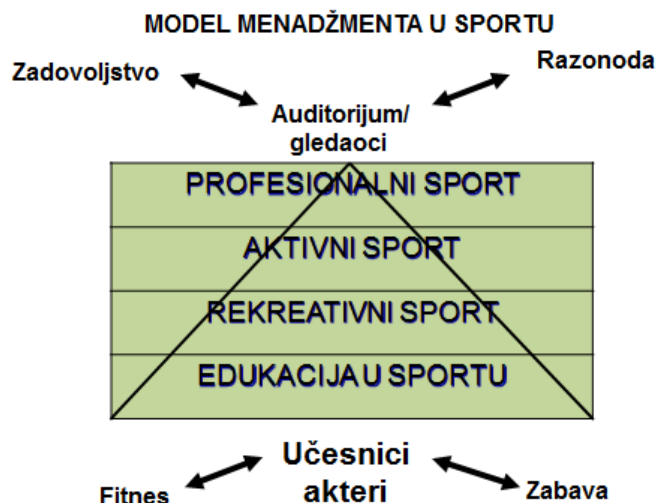 MODEL MENADŽMENTA U SPORTU
Zadovoljstvo
Razonoda
Auditorijum/
gledaoci
PROFESIONALNI SPORT
AKTIVNI SPORT
REKREATIVNI SPORT
EDUKACIJA U SPORTU
Učesnici
akteri
Fitnes
Zabava